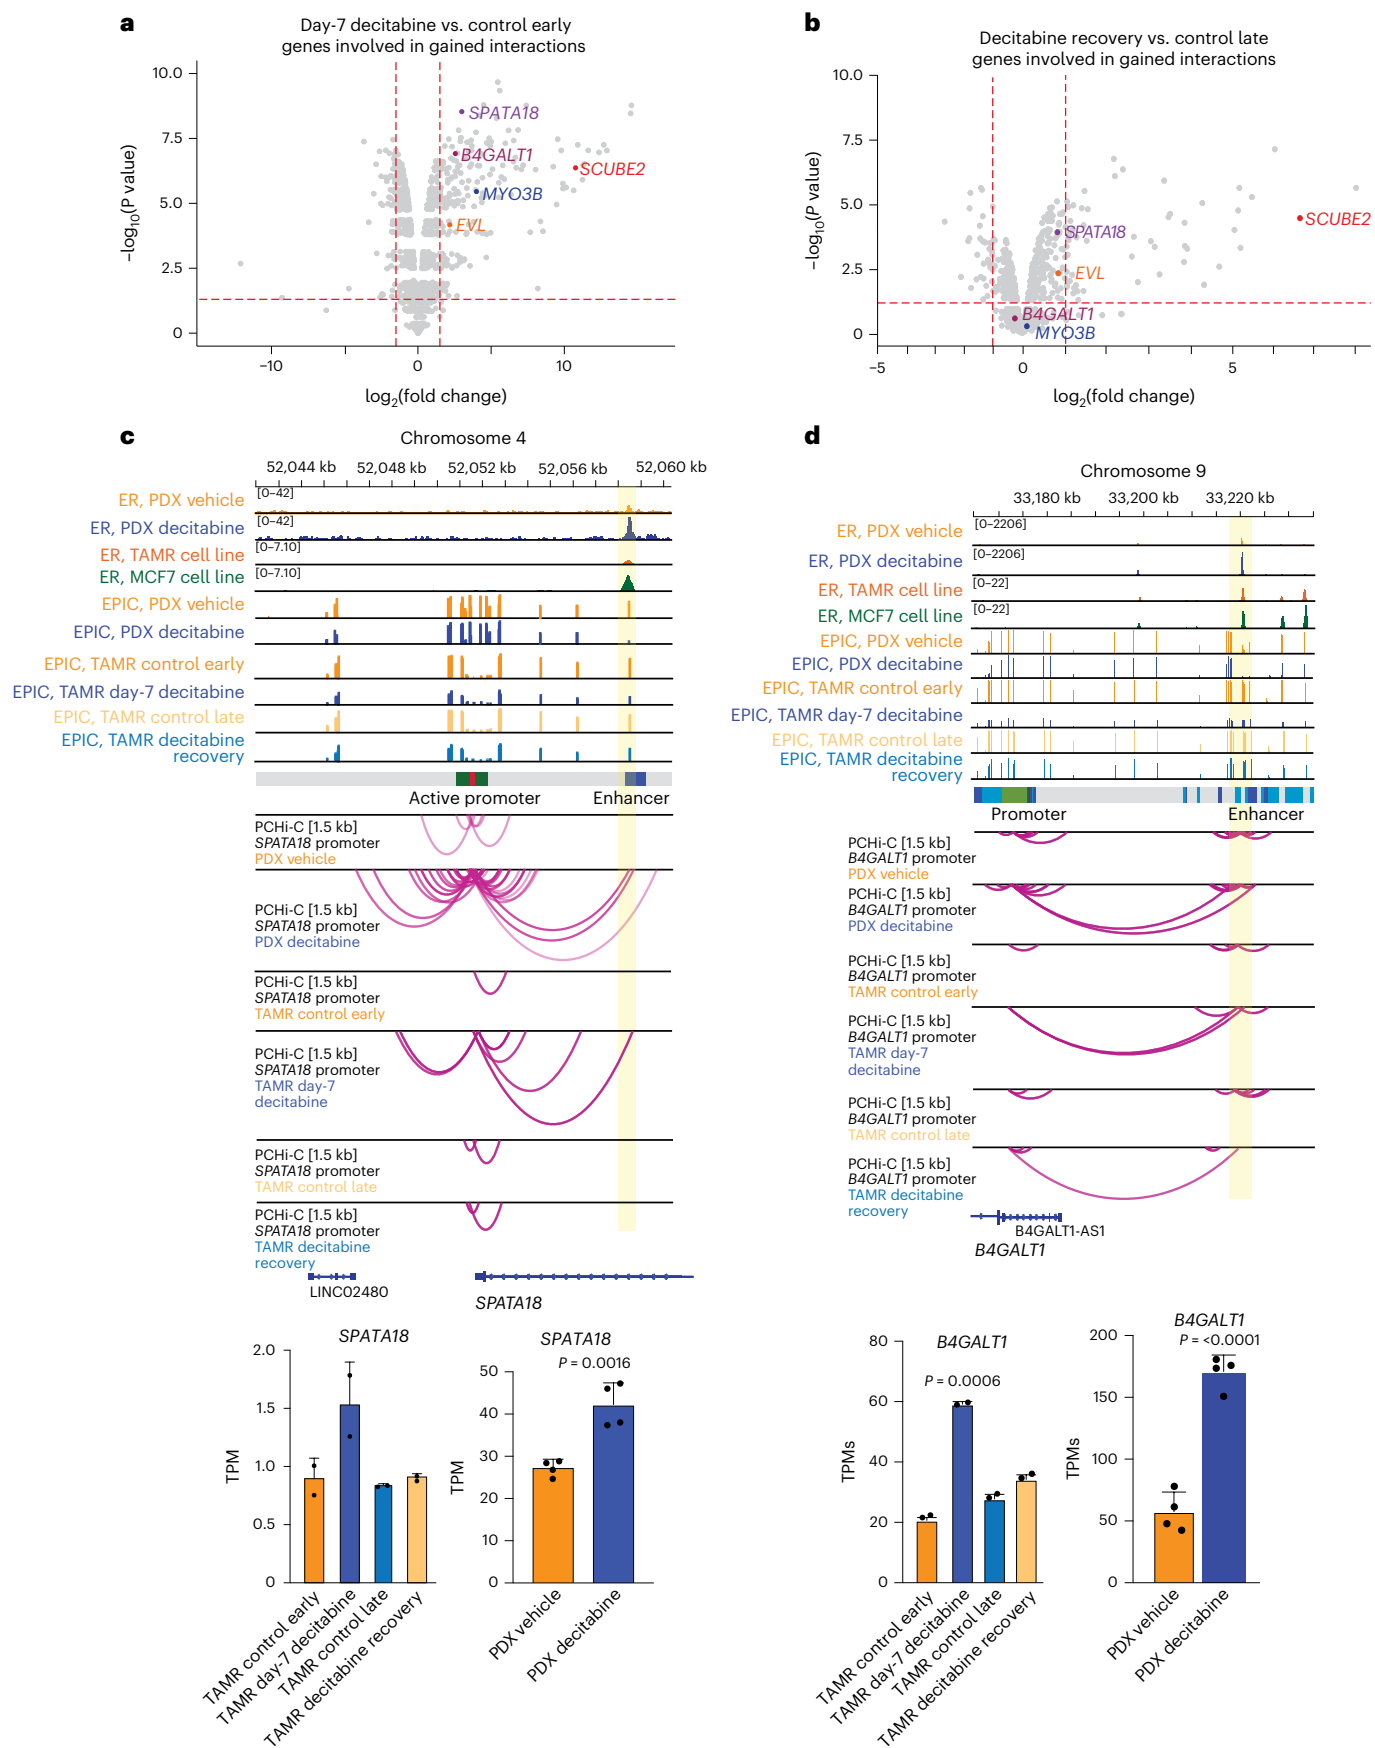 a
Day-7 decitabine vs. control early
genes involved in gained interactions
10.0
7.5
5.0
2.5
0
–log10(P value)
SPATA18
B4GALT1
SCUBE2
MYO3B
EVL
–10
0
10
log2(fold change)
b
Decitabine recovery vs. control late
genes involved in gained interactions
10.0
7.5
5.0
2.5
0
–log10(P value)
SCUBE2
SPATA18
EVL
B4GALT1
MYO3B
–5
0
5
log2(fold change)
c
Chromosome 4
52,044 kb
52,048 kb
52,052 kb
52,056 kb
52,060 kb
ER, PDX vehicle
[0–42]
ER, PDX decitabine
[0–42]
ER, TAMR cell line
[0–7.10]
ER, MCF7 cell line
[0–7.10]
EPIC, PDX vehicle
EPIC, PDX decitabine
EPIC, TAMR control early
EPIC, TAMR day-7 decitabine
EPIC, TAMR control late
EPIC, TAMR decitabine
recovery
Active promoter
Enhancer
PCHi-C [1.5 kb]
SPATA18 promoter
PDX vehicle
PCHi-C [1.5 kb]
SPATA18 promoter
PDX decitabine
PCHi-C [1.5 kb]
SPATA18 promoter
TAMR control early
PCHi-C [1.5 kb]
SPATA18 promoter
TAMR day-7
decitabine
PCHi-C [1.5 kb]
SPATA18 promoter
TAMR control late
PCHi-C [1.5 kb]
SPATA18 promoter
TAMR decitabine
recovery
LINC02480
SPATA18
SPATA18
2.0
1.5
1.0
0.5
0
TPM
TAMR control early
TAMR day-7 decitabine
TAMR control late
TAMR decitabine recovery
SPATA18
P = 0.0016
50
40
30
20
10
0
TPM
PDX vehicle
PDX decitabine
d
Chromosome 9
33,180 kb
33,200 kb
33,220 kb
ER, PDX vehicle
[0–2206]
ER, PDX decitabine
[0–2206]
ER, TAMR cell line
[0–22]
ER, MCF7 cell line
[0–22]
EPIC, PDX vehicle
EPIC, PDX decitabine
EPIC, TAMR control early
EPIC, TAMR day-7 decitabine
EPIC, TAMR control late
EPIC, TAMR decitabine
recovery
Promoter
Enhancer
PCHi-C [1.5 kb]
B4GALT1 promoter
PDX vehicle
PCHi-C [1.5 kb]
B4GALT1 promoter
PDX decitabine
PCHi-C [1.5 kb]
B4GALT1 promoter
TAMR control early
PCHi-C [1.5 kb]
B4GALT1 promoter
TAMR day-7
decitabine
PCHi-C [1.5 kb]
B4GALT1 promoter
TAMR control late
PCHi-C [1.5 kb]
B4GALT1 promoter
TAMR decitabine
recovery
B4GALT1-AS1
B4GALT1
B4GALT1
P = 0.0006
80
60
40
20
0
TPMs
TAMR control early
TAMR day-7 decitabine
TAMR control late
TAMR decitabine recovery
B4GALT1
P = <0.0001
200
150
100
50
0
TPMs
PDX vehicle
PDX decitabine